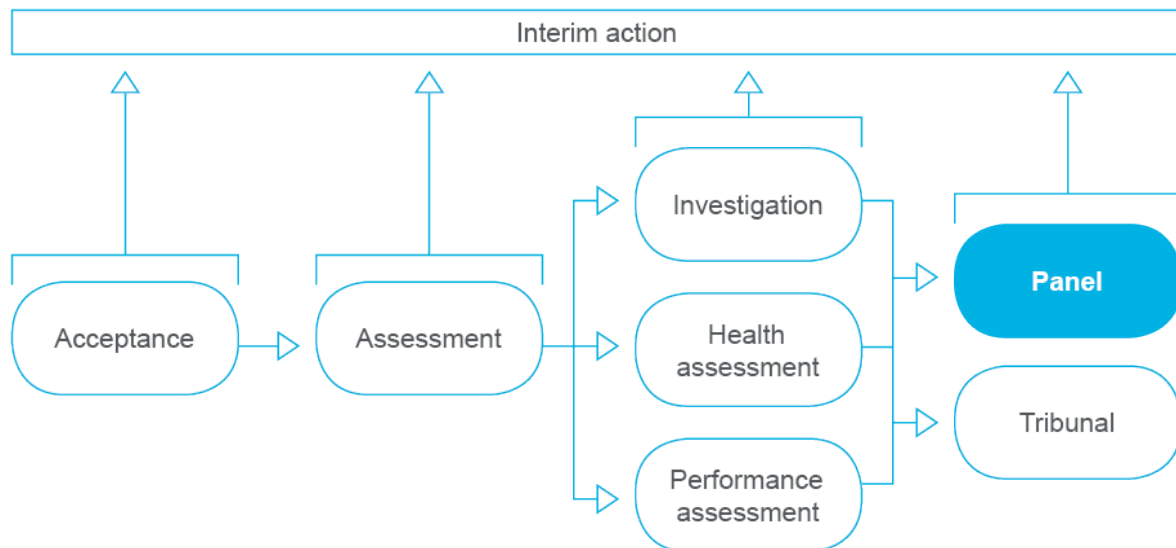 Interim action
Acceptance
Assessment
Investigation
Health
assessment
Performance
assessment
Panel
Tribunal